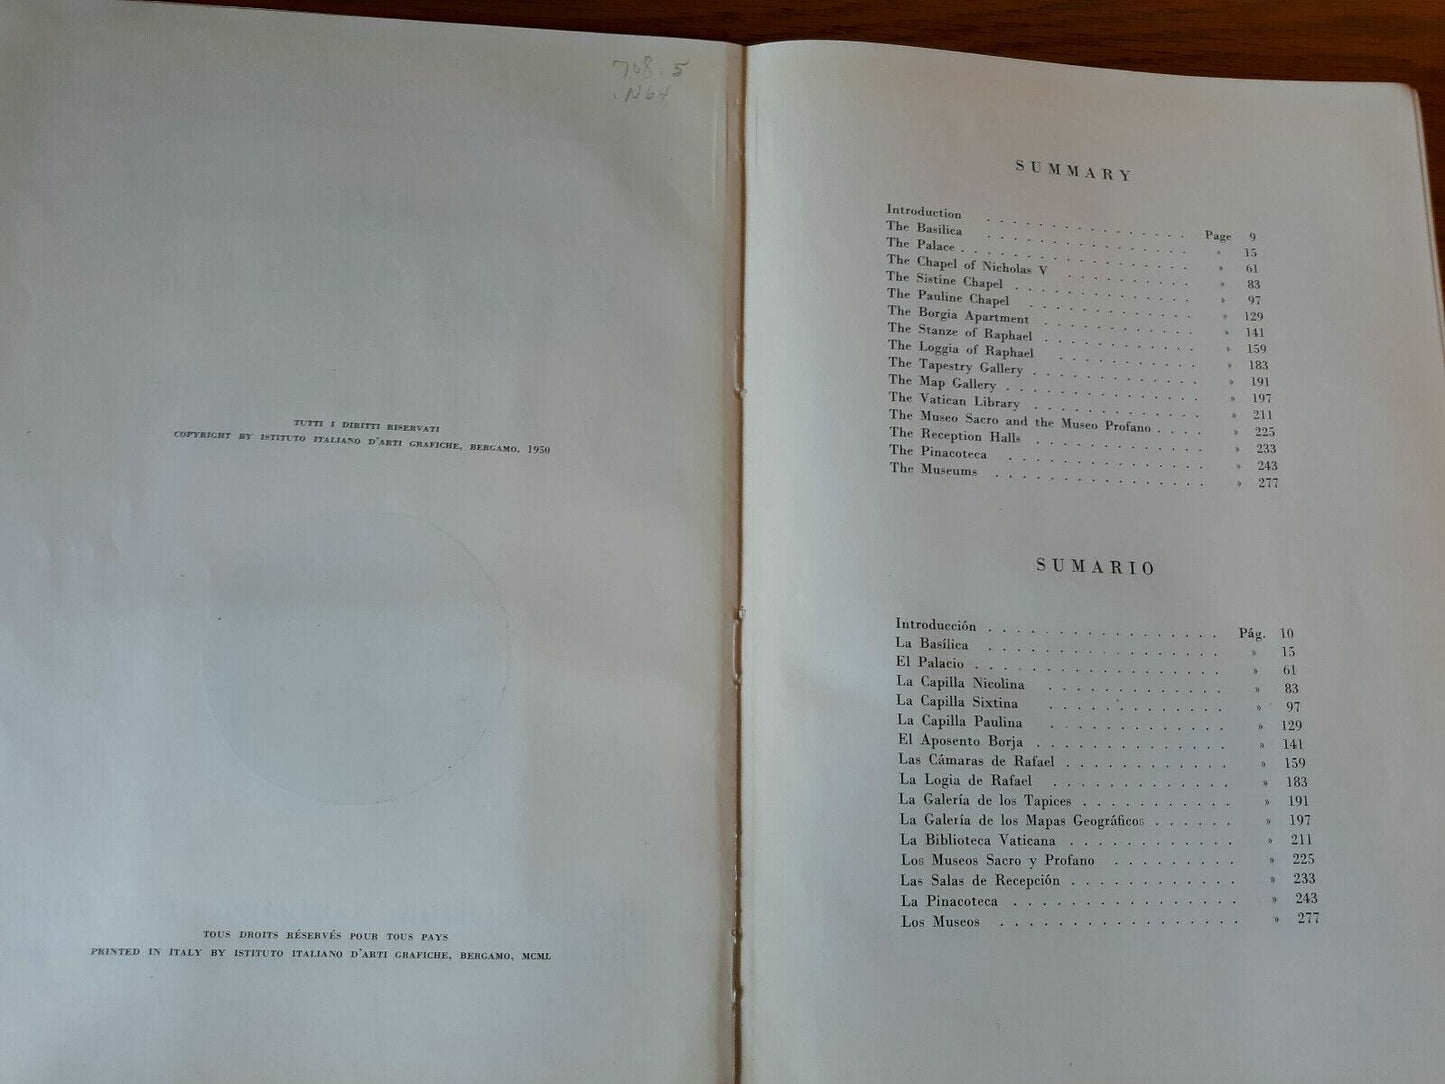 708.5
.N64
TUTTI I DIRITTI RISERVATI
COPYRIGHT BY ISTITUTO ITALIANO D'ARTI GRAFICHE, BERGAMO, 1950
TOUS DROITS RÉSERVÉS POUR TOUS PAYS
PRINTED IN ITALY BY ISTITUTO ITALIANO D'ARTI GRAFICHE, BERGAMO, MCML
SUMMARY
Introduction . . . . . . . . . . . . . . . . Page 9
The Basilica . . . . . . . . . . . . . . . . » 15
The Palace . . . . . . . . . . . . . . . . . » 61
The Chapel of Nicholas V . . . . . . . . . . » 83
The Sistine Chapel . . . . . . . . . . . . . » 97
The Pauline Chapel . . . . . . . . . . . . . » 129
The Borgia Apartment . . . . . . . . . . . . » 141
The Stanze of Raphael . . . . . . . . . . . . » 159
The Loggia of Raphael . . . . . . . . . . . » 183
The Tapestry Gallery . . . . . . . . . . . . » 191
The Map Gallery . . . . . . . . . . . . . . . » 197
The Vatican Library . . . . . . . . . . . . . » 211
The Museo Sacro and the Museo Profano . . . . » 225
The Reception Halls . . . . . . . . . . . . . » 233
The Pinacoteca . . . . . . . . . . . . . . . » 243
The Museums . . . . . . . . . . . . . . . . » 277
SUMARIO
Introducción . . . . . . . . . . . . . . . . . Pág. 10
La Basílica . . . . . . . . . . . . . . . . . » 15
El Palacio . . . . . . . . . . . . . . . . . . » 61
La Capilla Nicolina . . . . . . . . . . . . . » 83
La Capilla Sixtina . . . . . . . . . . . . . » 97
La Capilla Paulina . . . . . . . . . . . . . » 129
El Aposento Borja . . . . . . . . . . . . . . » 141
Las Cámaras de Rafael . . . . . . . . . . . . » 159
La Logia de Rafael . . . . . . . . . . . . . » 183
La Galería de los Tapices . . . . . . . . . . » 191
La Galería de los Mapas Geográficos . . . . . . » 197
La Biblioteca Vaticana . . . . . . . . . . . . » 211
Los Museos Sacro y Profano . . . . . . . . . » 225
Las Salas de Recepción . . . . . . . . . . . . » 233
La Pinacoteca . . . . . . . . . . . . . . . . » 243
Los Museos . . . . . . . . . . . . . . . . . » 277